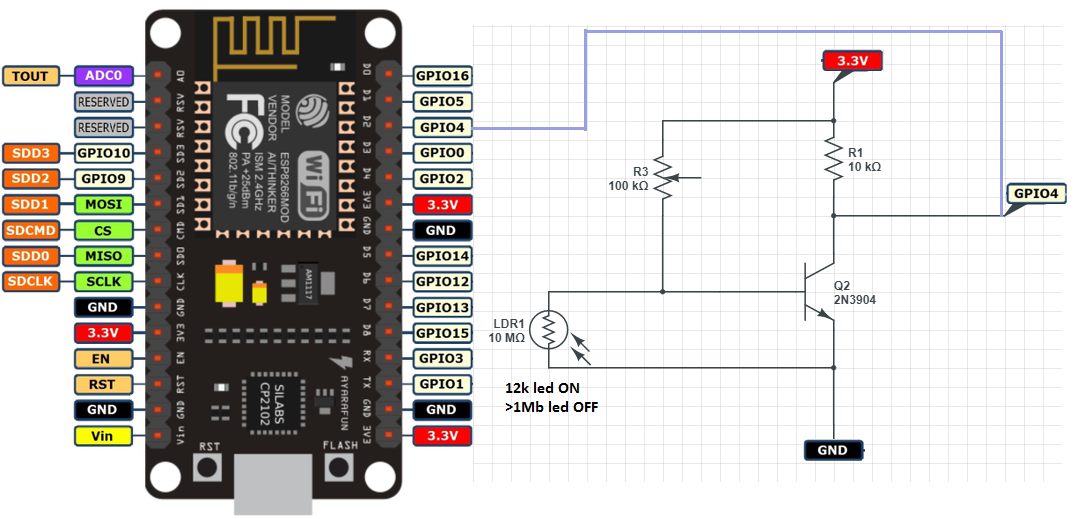 TOUT
ADC0
RESERVED
RESERVED
SDD3
GPIO10
SDD2
GPIO9
SDD1
MOSI
SDCMD
CS
SDD0
MISO
SDCLK
SCLK
GND
3.3V
EN
RST
GND
Vin
A0
RSV
RSV
SD3
SD2
SD1
CMD
SD0
CLK
GND
3V3
EN
RST
GND
Vin
MODEL
VENDOR
ESP8266MOD
AI/THINKER
ISM 2.4GHz
PA +25dBm
802.11b/g/n
FC
WiFi
AM1117
SILABS
CP2102
AYARAFUN
RST
FLASH
D0
D1
D2
D3
D4
3V3
GND
D5
D6
D7
D8
RX
TX
GND
3V3
GPIO16
GPIO5
GPIO4
GPIO0
GPIO2
3.3V
GND
GPIO14
GPIO12
GPIO13
GPIO15
GPIO3
GPIO1
GND
3.3V
3.3V
R3
100 kΩ
R1
10 kΩ
GPIO4
Q2
2N3904
LDR1
10 MΩ
12k led ON
>1Mb led OFF
GND